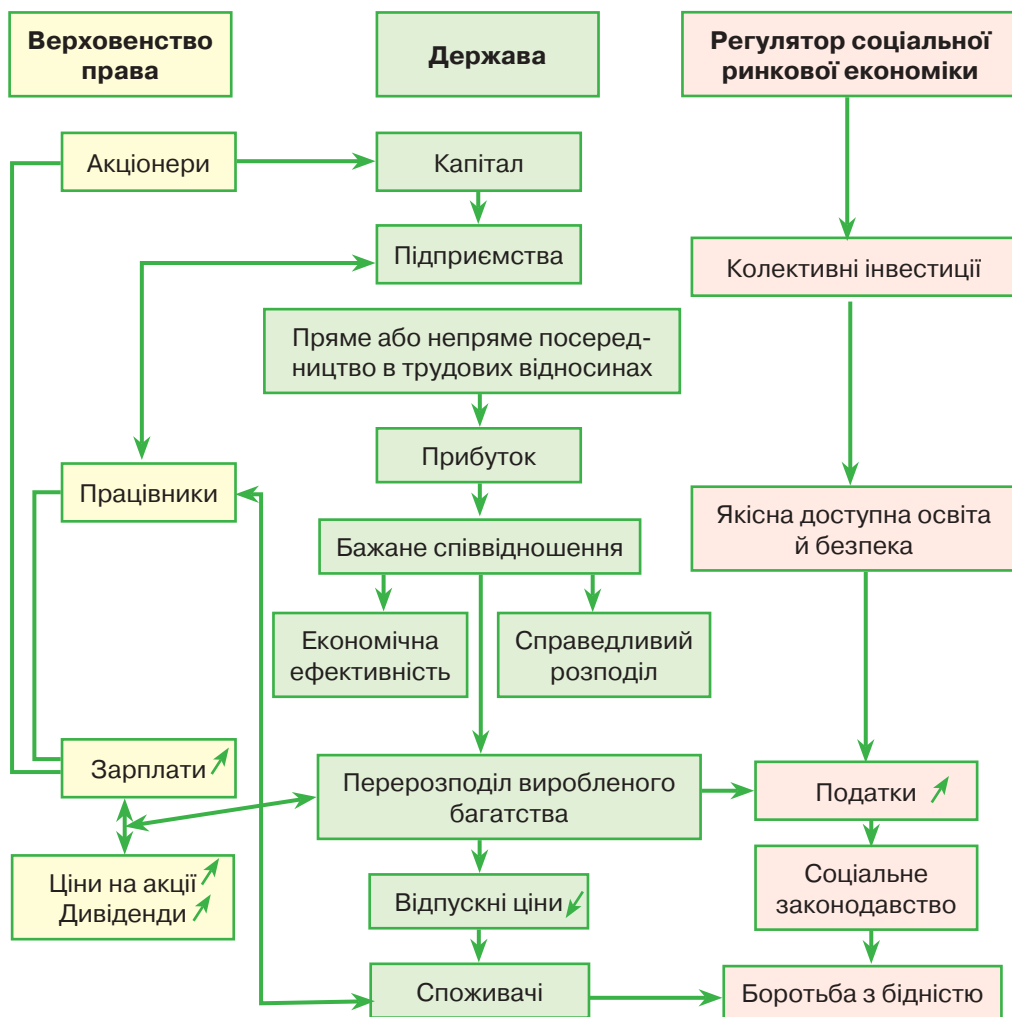 Верховенство
права
Держава
Регулятор соціальної
ринкової економіки
Акціонери
Капітал
Підприємства
Колективні інвестиції
Пряме або непряме посеред-
ництво в трудових відносинах
Прибуток
Працівники
Якісна доступна освіта
й безпека
Бажане співвідношення
Економічна
ефективність
Справедливий
розподіл
Зарплати
Перерозподіл виробленого
багатства
Податки
Ціни на акції
Дивіденди
Відпускні ціни
Соціальне
законодавство
Споживачі
Боротьба з бідністю